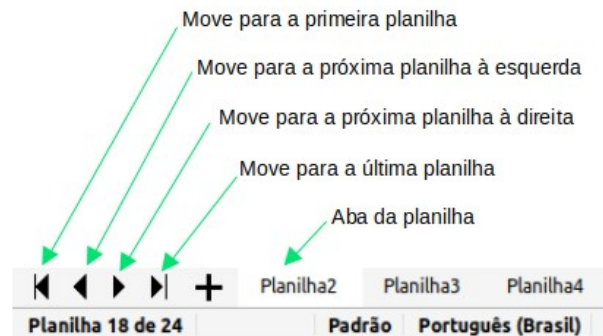 Move para a primeira planilha
Move para a próxima planilha à esquerda
Move para a próxima planilha à direita
Move para a última planilha
Aba da planilha
Planilha2 Planilha3 Planilha4
Planilha 18 de 24 Padrão Português (Brasil)